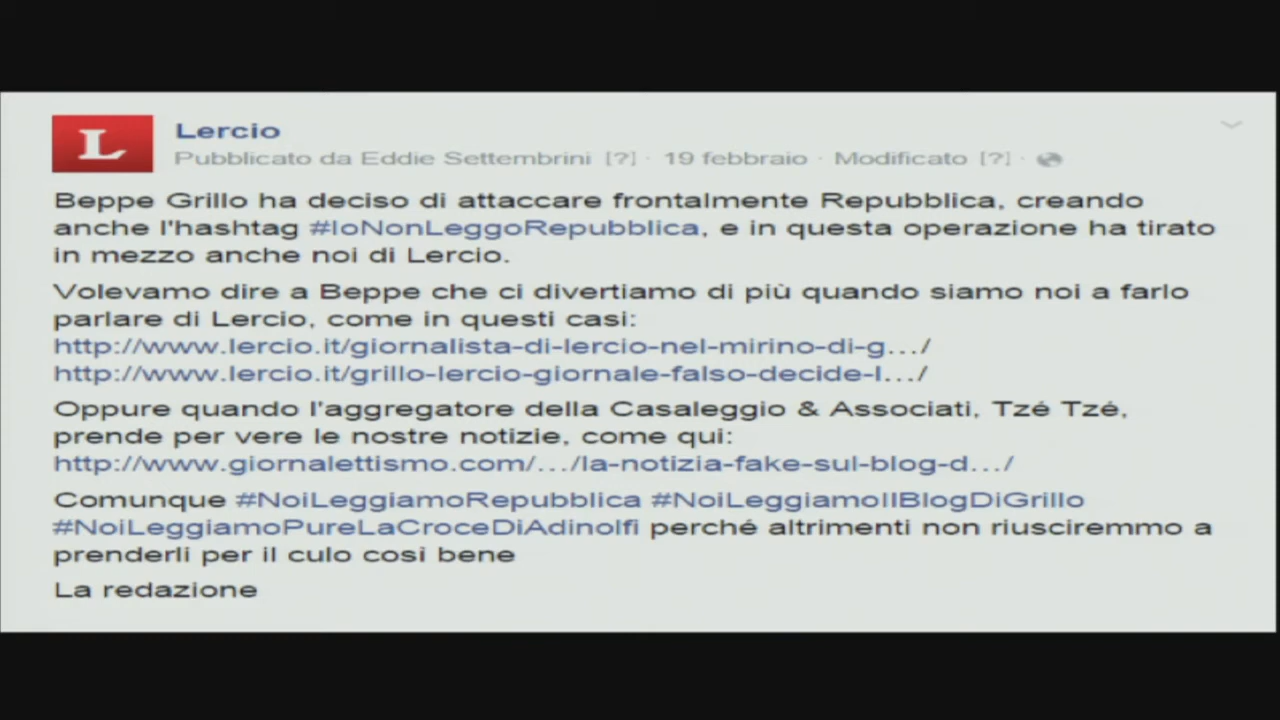 L
Lercio
Pubblicato da Eddie Settembrini [?] · 19 febbraio · Modificato [?] ·
Beppe Grillo ha deciso di attaccare frontalmente Repubblica, creando
anche l'hashtag #IoNonLeggoRepubblica, e in questa operazione ha tirato
in mezzo anche noi di Lercio.
Volevamo dire a Beppe che ci divertiamo di più quando siamo noi a farlo
parlare di Lercio, come in questi casi:
http://www.lercio.it/giornalista-di-lercio-nel-mirino-di-g.../
http://www.lercio.it/grillo-lercio-giornale-falso-decide-l.../
Oppure quando l'aggregatore della Casaleggio & Associati, Tzé Tzé,
prende per vere le nostre notizie, come qui:
http://www.giornalettismo.com/.../la-notizia-fake-sul-blog-d.../
Comunque #NoiLeggiamoRepubblica #NoiLeggiamoIlBlogDiGrillo
#NoiLeggiamoPureLaCroceDiAdinolfi perché altrimenti non riusciremmo a
prenderli per il culo così bene
La redazione